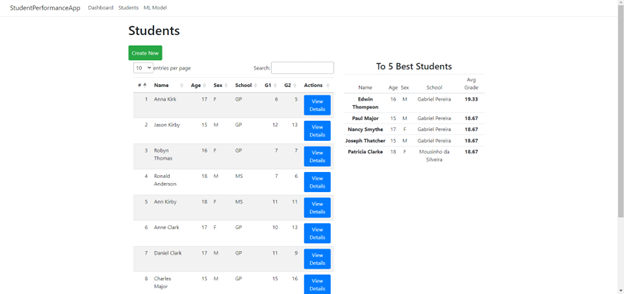 StudentPerformanceApp Dashboard Students ML Model
Students
Create New
10 entries per page Search:
# Name Age Sex School G1 G2 Actions
1 Anna Kirk 17 F GP 6 5 View Details
2 Jason Kirby 15 M GP 12 13 View Details
3 Robyn Thomas 16 F GP 7 7 View Details
4 Ronald Anderson 18 M MS 7 6 View Details
5 Ann Kirby 18 F MS 11 11 View Details
6 Anne Clark 17 F GP 10 13 View Details
7 Daniel Clark 17 M GP 11 9 View Details
8 Charles Major 15 M GP 15 16 View Details
To 5 Best Students
Name Age Sex School Avg Grade
Edwin Thompson 16 M Gabriel Pereira 19.33
Paul Major 15 M Gabriel Pereira 18.67
Nancy Smythe 17 F Gabriel Pereira 18.67
Joseph Thatcher 15 M Gabriel Pereira 18.67
Patricia Clarke 18 F Mousinho da Silveira 18.67